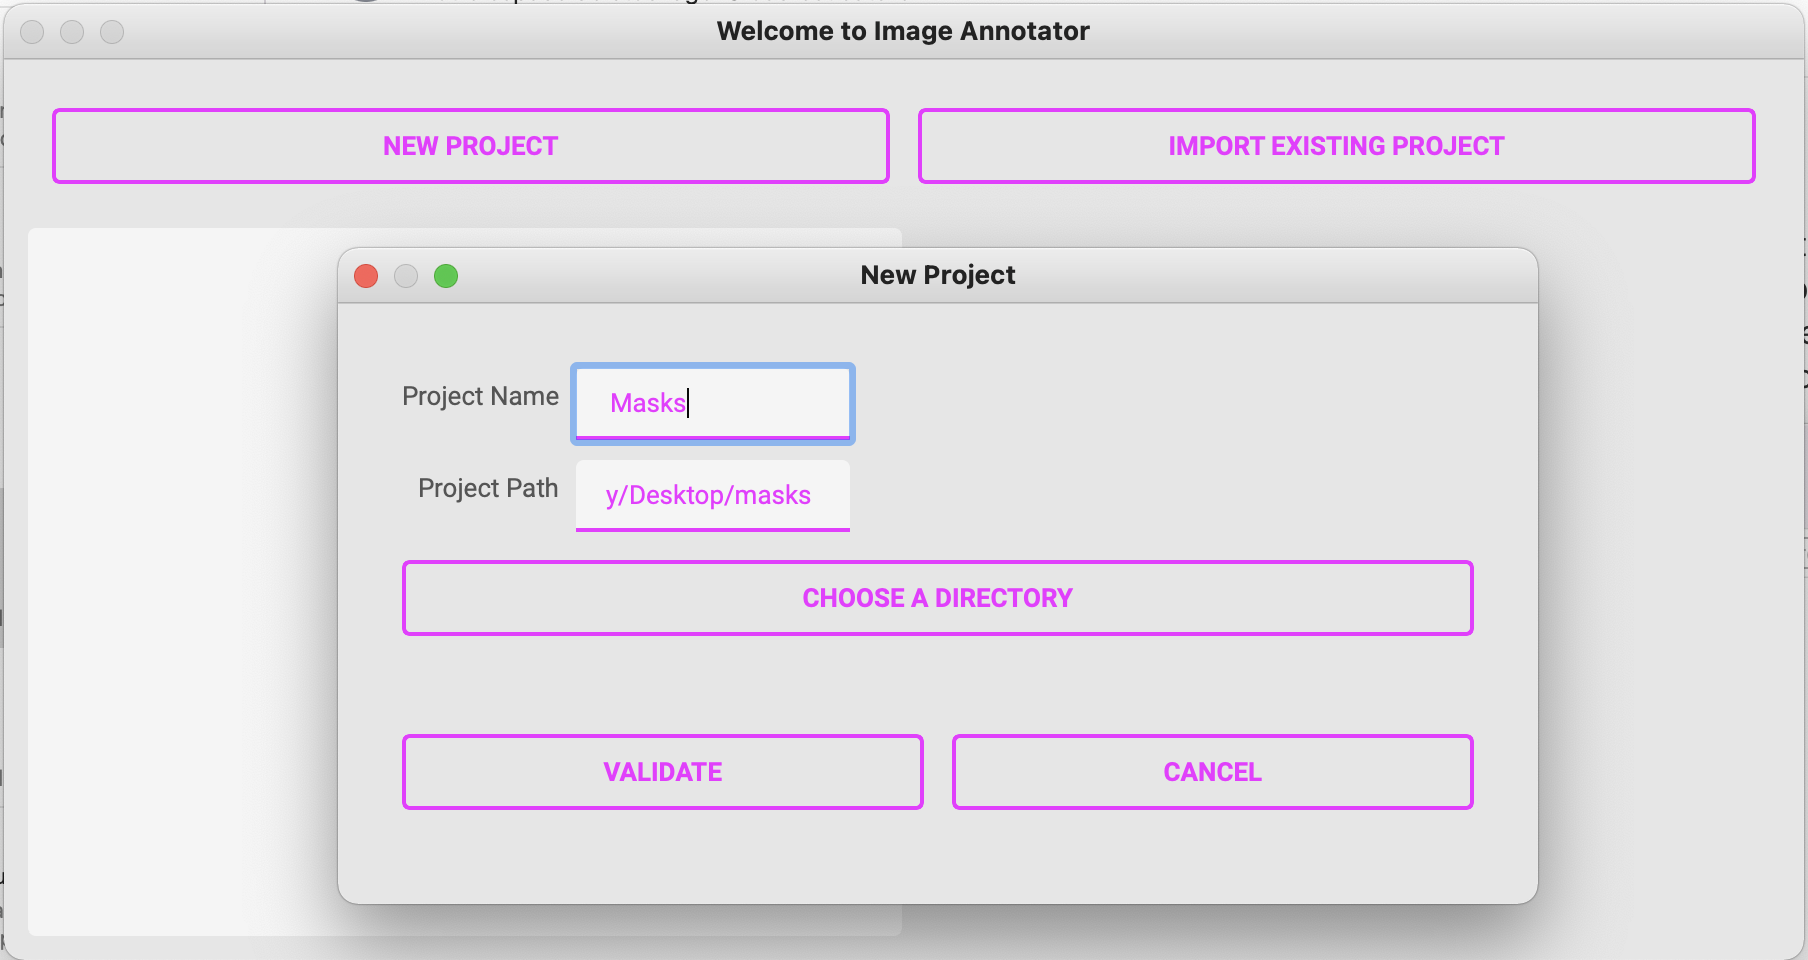 Welcome to Image Annotator
NEW PROJECT
IMPORT EXISTING PROJECT
New Project
Project Name
Masks
Project Path
y/Desktop/masks
CHOOSE A DIRECTORY
VALIDATE
CANCEL